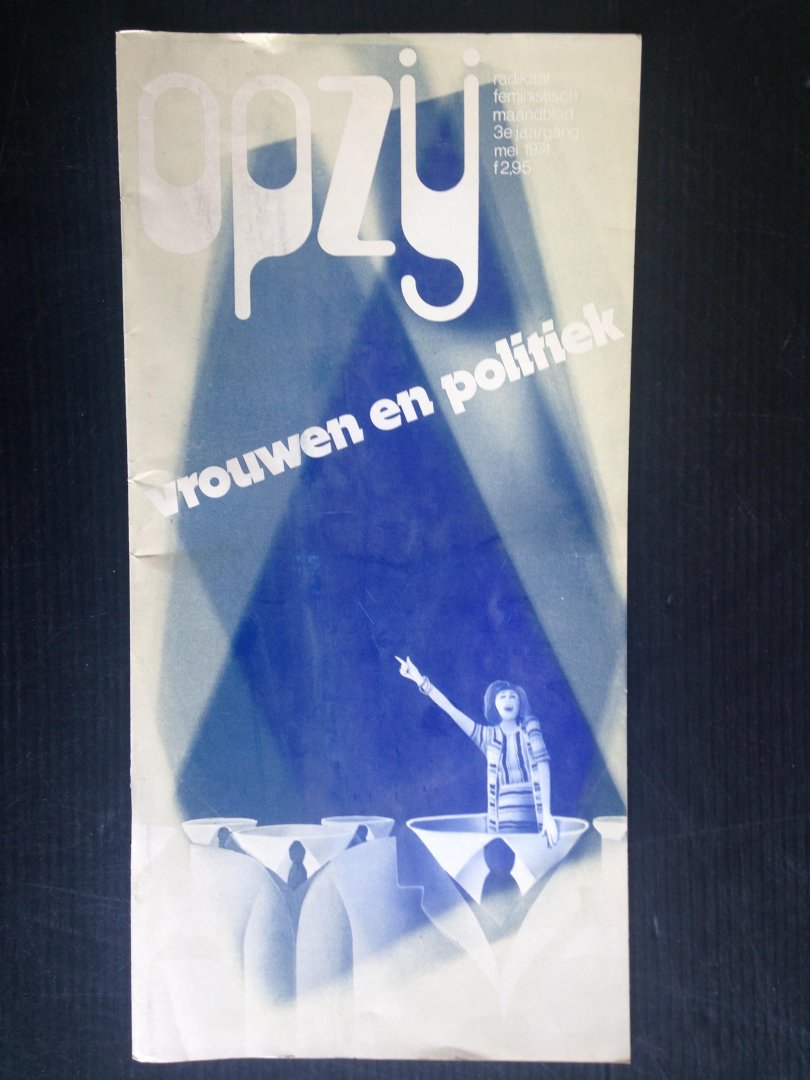 opzij
radikaal
feministisch
maandblad
3e jaargang
mei 1974
f2,95
vrouwen en politiek